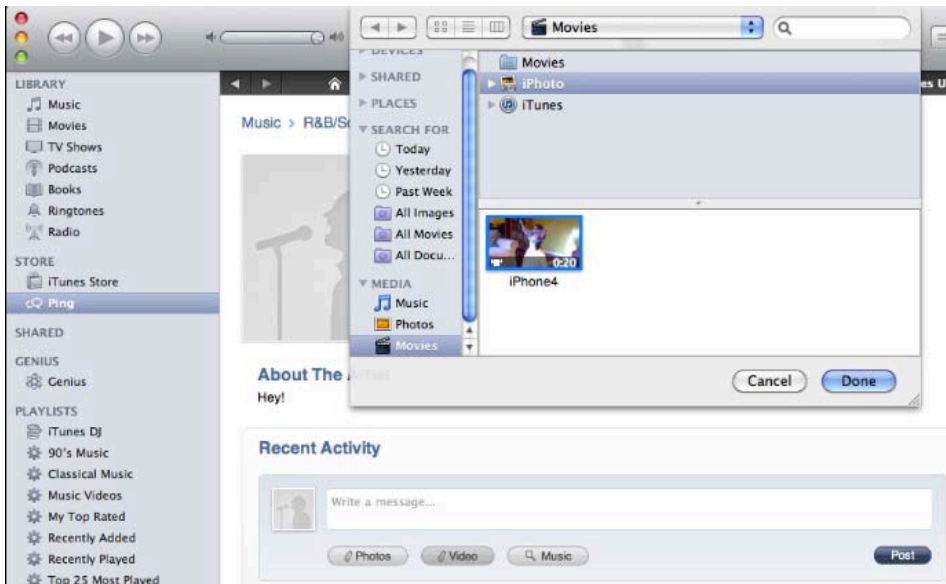 LIBRARY
Music
Movies
TV Shows
Podcasts
Books
Ringtones
Radio
STORE
iTunes Store
Ping
SHARED
GENIUS
Genius
PLAYLISTS
iTunes DJ
90's Music
Classical Music
Music Videos
My Top Rated
Recently Added
Recently Played
Top 25 Most Played
Movies
DEVICES
SHARED
PLACES
SEARCH FOR
Today
Yesterday
Past Week
All Images
All Movies
All Docu...
MEDIA
Music
Photos
Movies
Movies
iPhoto
iTunes
0:20
iPhone4
Cancel
Done
Music > R&B/So
About The Artist
Hey!
Recent Activity
Write a message...
Photos
Video
Music
Post